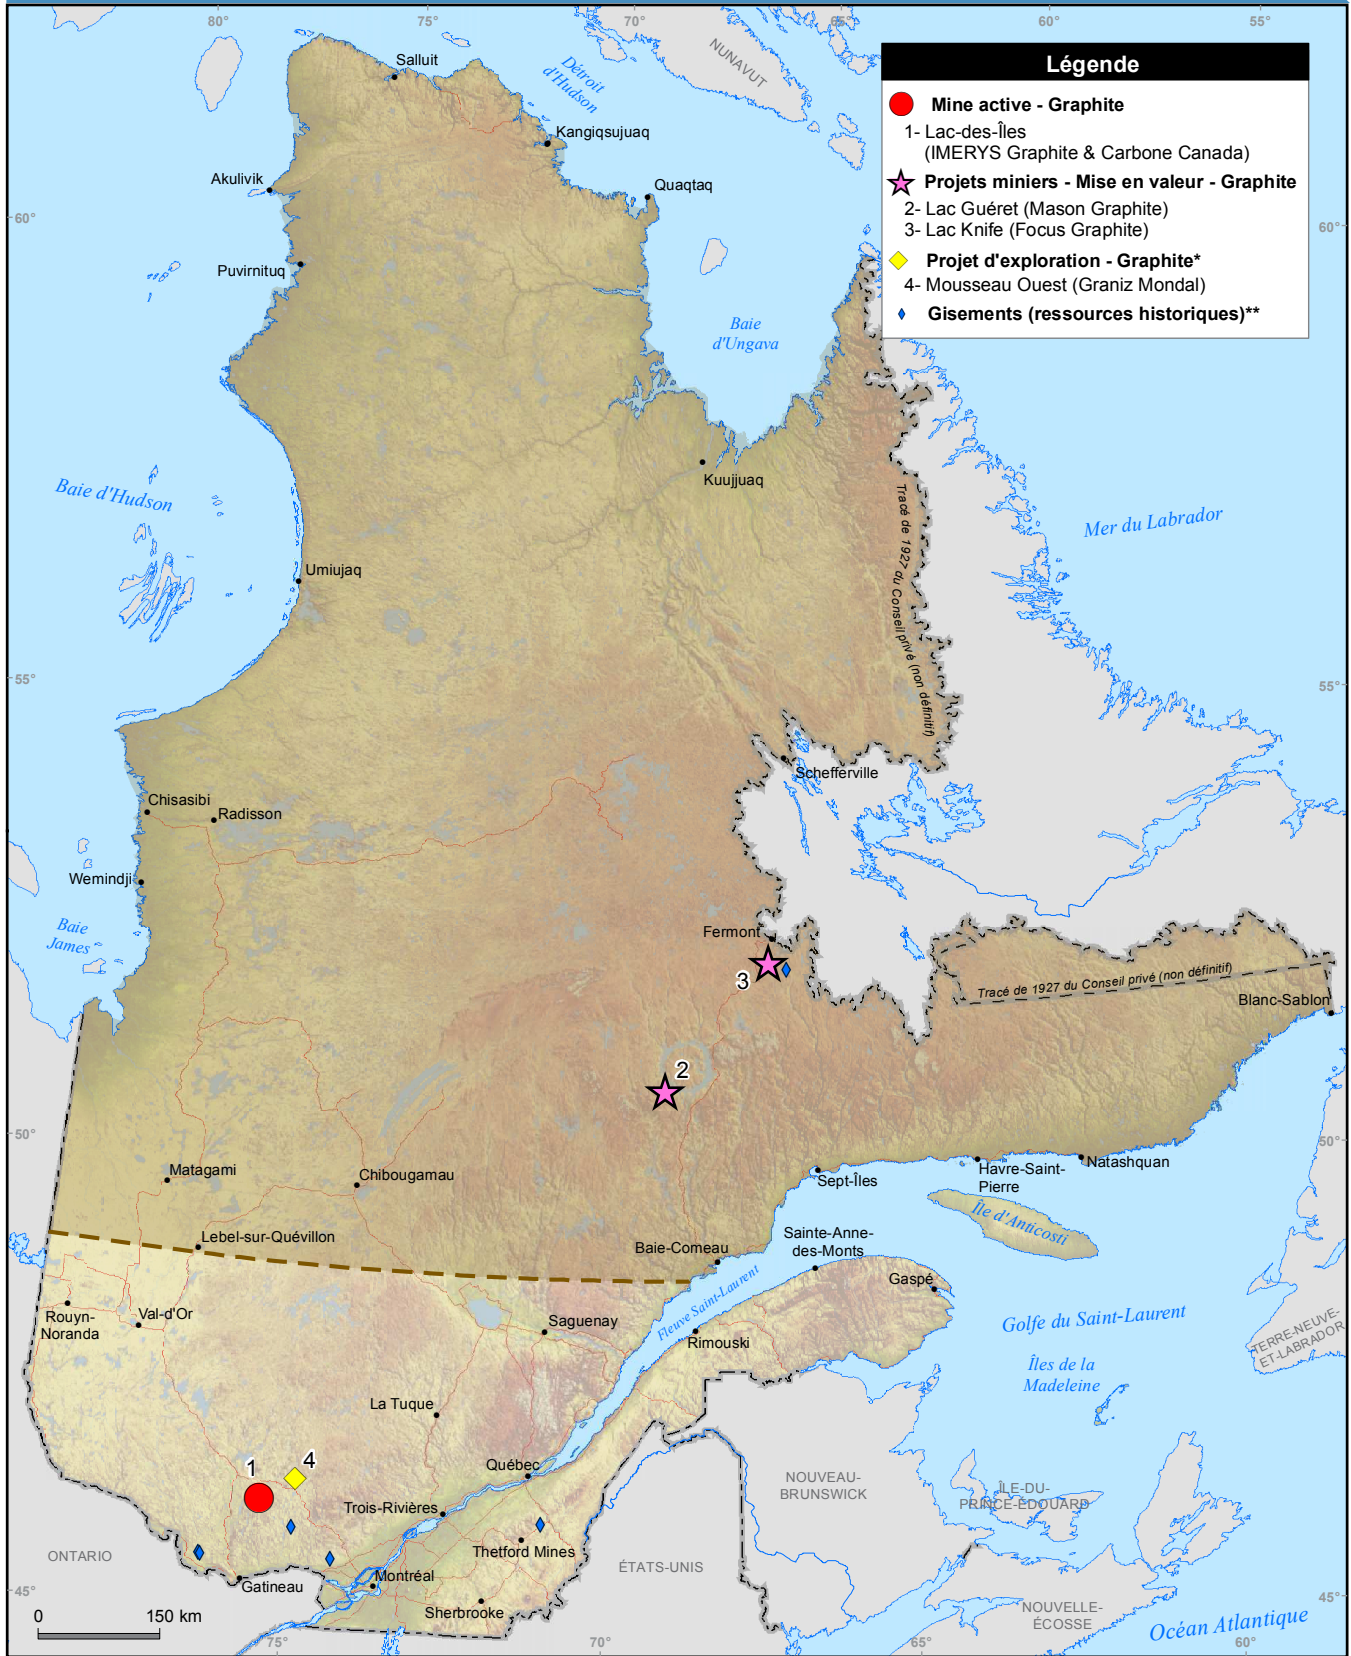 80°
75°
70°
65°
60°
55°
Légende
Mine active - Graphite
1- Lac-des-Îles
(IMERYS Graphite & Carbone Canada)
Projets miniers - Mise en valeur - Graphite
2- Lac Guéret (Mason Graphite)
3- Lac Knife (Focus Graphite)
Projet d'exploration - Graphite*
4- Mousseau Ouest (Graniz Mondal)
Gisements (ressources historiques)**
NUNAVUT
Salluit
Détroit
d'Hudson
Kangiqsujuaq
Akulivik
Quaqtaq
60°
60°
Puvirnituq
Baie
d'Ungava
Kuujjuaq
Baie d'Hudson
Mer du Labrador
Tracé de 1927 du Conseil privé (non définitif)
Umiujaq
55°
55°
Schefferville
Chisasibi
Radisson
Wemindji
Baie
James
Fermont
3
Tracé de 1927 du Conseil privé (non définitif)
Blanc-Sablon
2
50°
50°
Matagami
Chibougamau
Sept-Îles
Havre-Saint-
Pierre
Natashquan
Île d'Anticosti
Lebel-sur-Quévillon
Baie-Comeau
Sainte-Anne-
des-Monts
Gaspé
Fleuve Saint-Laurent
Rouyn-
Noranda
Val-d'Or
Saguenay
Rimouski
Golfe du Saint-Laurent
TERRE-NEUVE-
ET-LABRADOR
Îles de la
Madeleine
La Tuque
1
4
Québec
NOUVEAU-
BRUNSWICK
ÎLE-DU-
PRINCE-ÉDOUARD
Trois-Rivières
Thetford Mines
ONTARIO
ÉTATS-UNIS
Gatineau
Montréal
Sherbrooke
45°
45°
NOUVELLE-
ÉCOSSE
Océan Atlantique
0
150 km
75°
70°
65°
60°